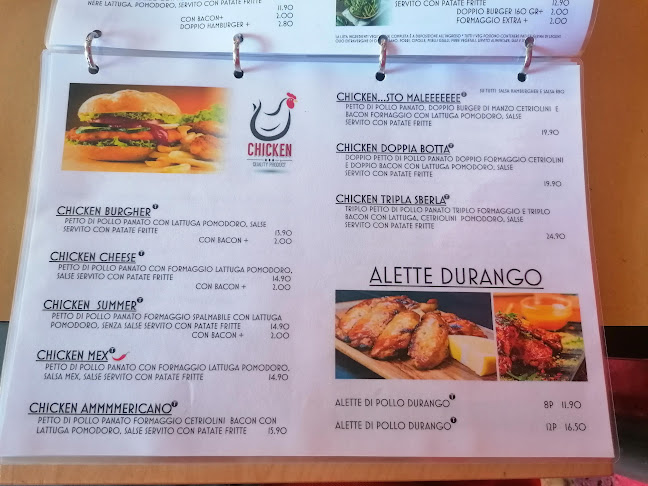 NERE LATTUGA, POMODORO, SALSE
SERVITO CON PATATE FRITTE 11.90
CON BACON+ 2.00
DOPPIO HAMBURGER + 2.80
SERVITO CON PATATE FRITTE 12.90
DOPPIO BURGER 160 GR+ 2.00
FORMAGGIO EXTRA + 2.00
CHICKEN
QUALITY PRODUCT
CHICKEN BURGHER
PETTO DI POLLO PANATO CON LATTUGA POMODORO, SALSE
SERVITO CON PATATE FRITTE 13.90
CON BACON + 2.00
CHICKEN CHEESE
PETTO DI POLLO PANATO CON FORMAGGIO LATTUGA POMODORO,
SALSE SERVITO CON PATATE FRITTE 14.90
CON BACON + 2.00
CHICKEN SUMMER
PETTO DI POLLO PANATO FORMAGGIO SPALMABILE CON LATTUGA
POMODORO, SENZA SALSE SERVITO CON PATATE FRITTE 14.90
CON BACON + 2.00
CHICKEN MEX
PETTO DI POLLO PANATO CON FORMAGGIO LATTUGA POMODORO,
SALSA MEX, SALSE SERVITO CON PATATE FRITTE 14.90
CHICKEN AMMMMERICANO
PETTO DI POLLO PANATO FORMAGGIO CETRIOLINI BACON CON
LATTUGA POMODORO, SALSE SERVITO CON PATATE FRITTE 15.90
CHICKEN...STO MALEEEEEEE
PETTO DI POLLO PANATO, DOPPIO BURGER DI MANZO CETRIOLINI E
BACON FORMAGGIO CON LATTUGA POMODORO, SALSE
SERVITO CON PATATE FRITTE
19.90
CHICKEN DOPPIA BOTTA
DOPPIO PETTO DI POLLO PANATO DOPPIO FORMAGGIO CETRIOLINI
E DOPPIO BACON CON LATTUGA POMODORO, SALSE
SERVITO CON PATATE FRITTE
19.90
CHICKEN TRIPLA SBERLA
TRIPLO PETTO DI POLLO PANATO TRIPLO FORMAGGIO E TRIPLO
BACON CON LATTUGA, CETRIOLINI POMODORO, SALSE
SERVITO CON PATATE FRITTE
24.90
ALETTE DURANGO
ALETTE DI POLLO DURANGO 8P 11.90
ALETTE DI POLLO DURANGO 12P 16.50